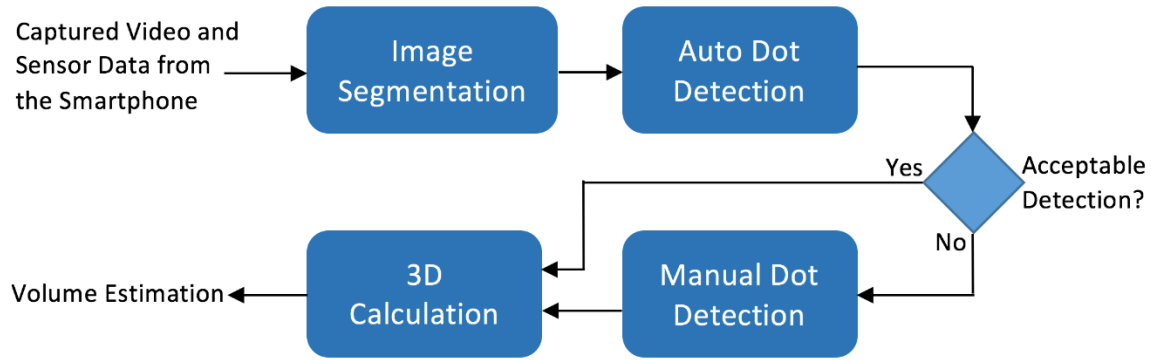 Captured Video and
Sensor Data from
the Smartphone
Image
Segmentation
Auto Dot
Detection
Yes
Acceptable
Detection?
No
Volume Estimation
3D
Calculation
Manual Dot
Detection